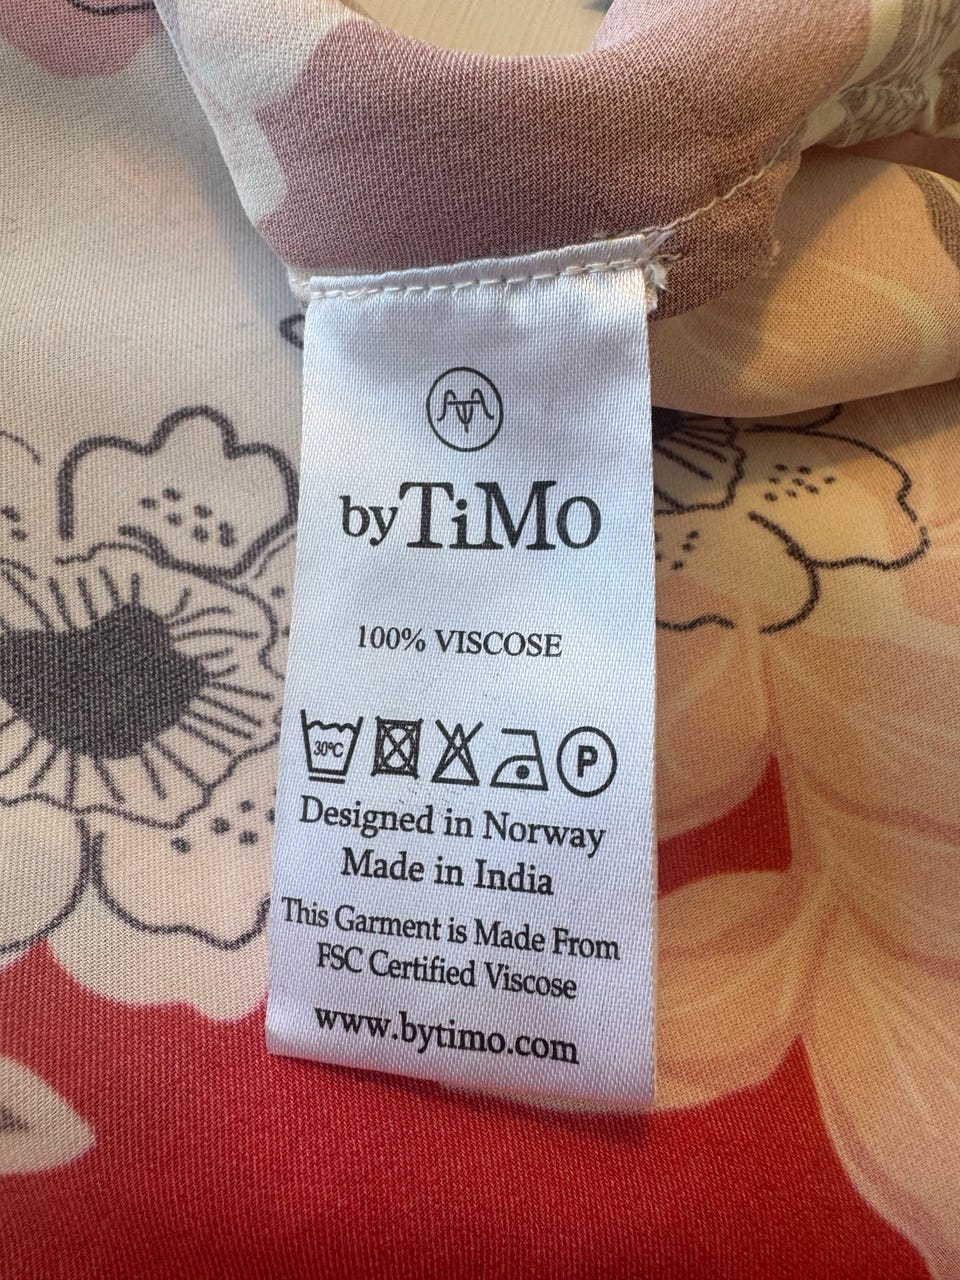 byTiMo
100% VISCOSE
30°C P
Designed in Norway
Made in India
This Garment is Made From
FSC Certified Viscose
www.bytimo.com